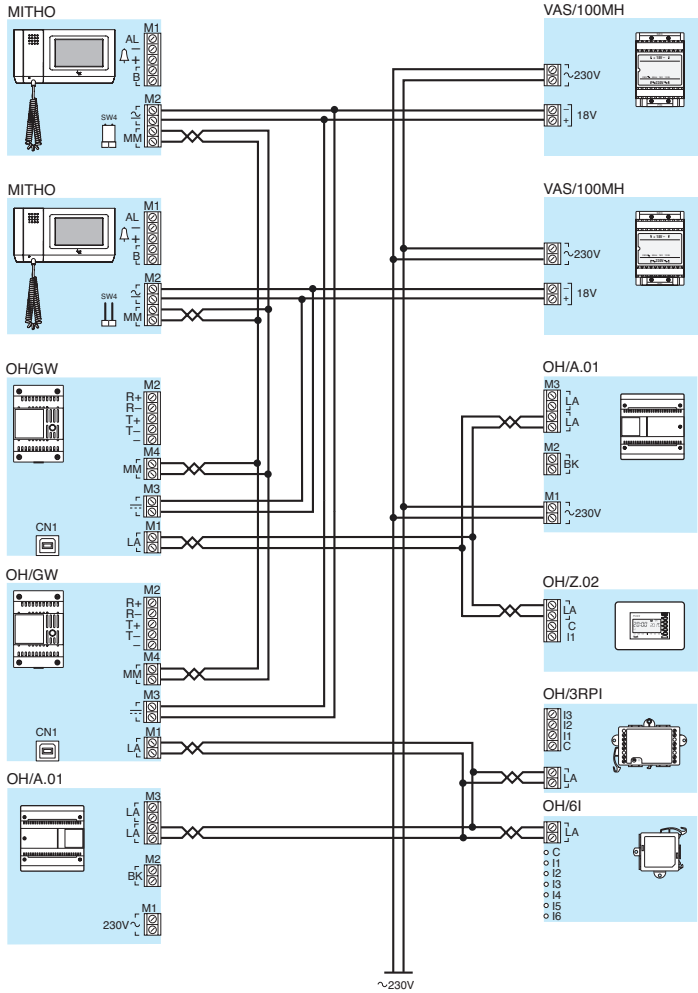 MITHO
M1
AL
–
+
B
M2
SW4
MM
VAS/100MH
~230V
–
+
18V
MITHO
M1
AL
–
+
B
M2
SW4
MM
VAS/100MH
~230V
–
+
18V
OH/GW
M2
R+
R–
T+
T–
–
M4
MM
M3
CN1
M1
LA
OH/A.01
M3
LA
LA
M2
BK
M1
~230V
OH/GW
M2
R+
R–
T+
T–
–
M4
MM
M3
CN1
M1
LA
OH/Z.02
LA
C
I1
OH/3RPI
I3
I2
I1
C
LA
OH/A.01
M3
LA
LA
M2
BK
M1
230V~
OH/6I
LA
C
I1
I2
I3
I4
I5
I6
~230V